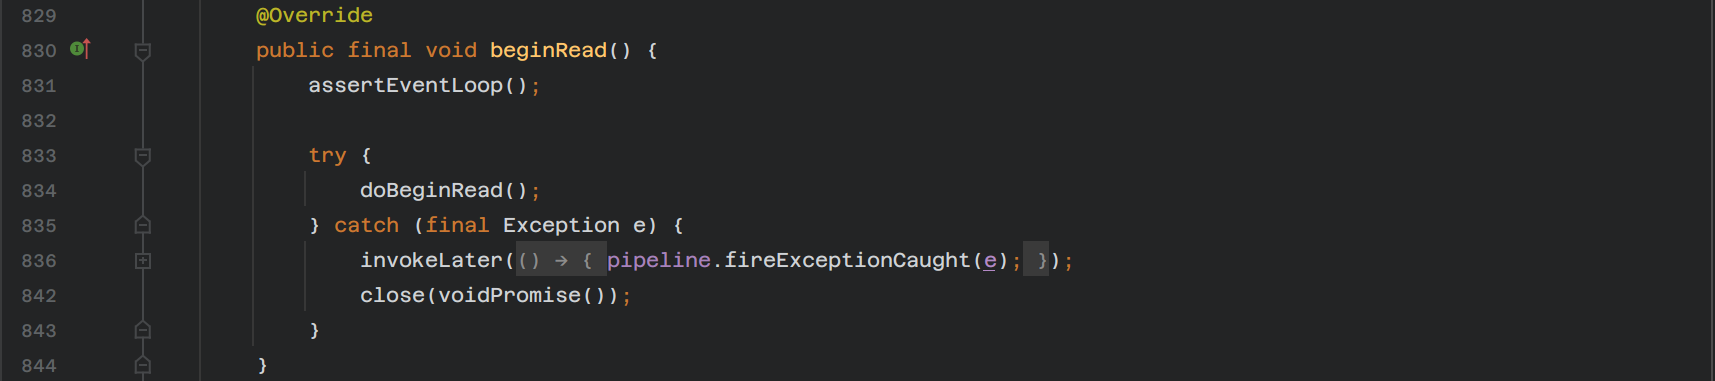 829 @Override
830 public final void beginRead() {
831 assertEventLoop();
832
833 try {
834 doBeginRead();
835 } catch (final Exception e) {
836 invokeLater(() → { pipeline.fireExceptionCaught(e); });
842 close(voidPromise());
843 }
844 }